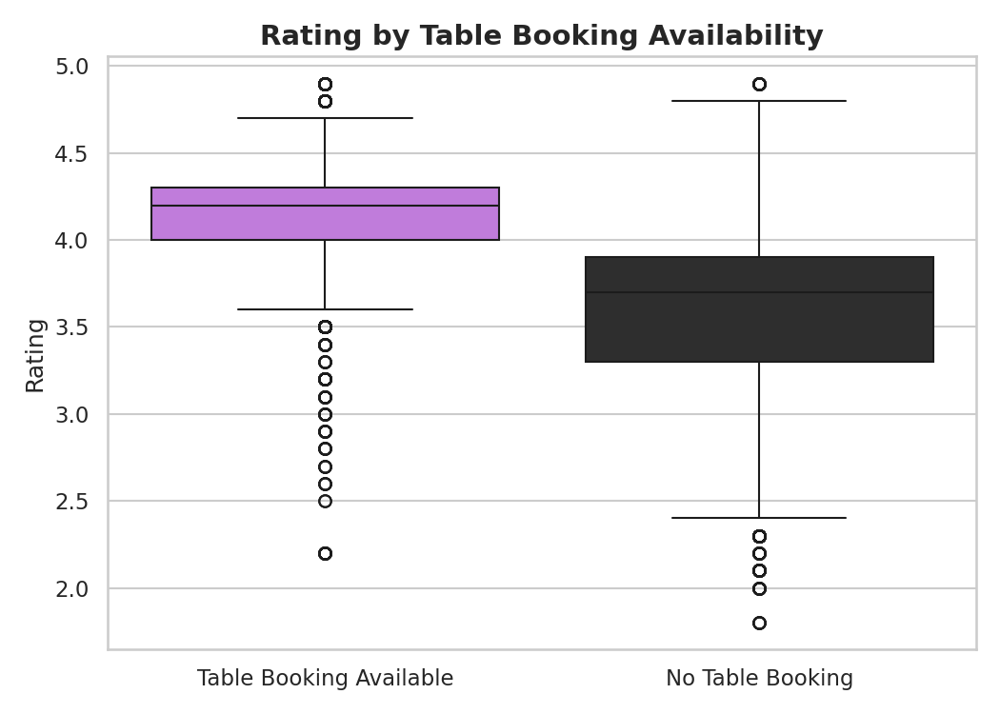 Rating by Table Booking Availability
5.0
4.5
4.0
3.5
3.0
2.5
2.0
Rating
Table Booking Available
No Table Booking